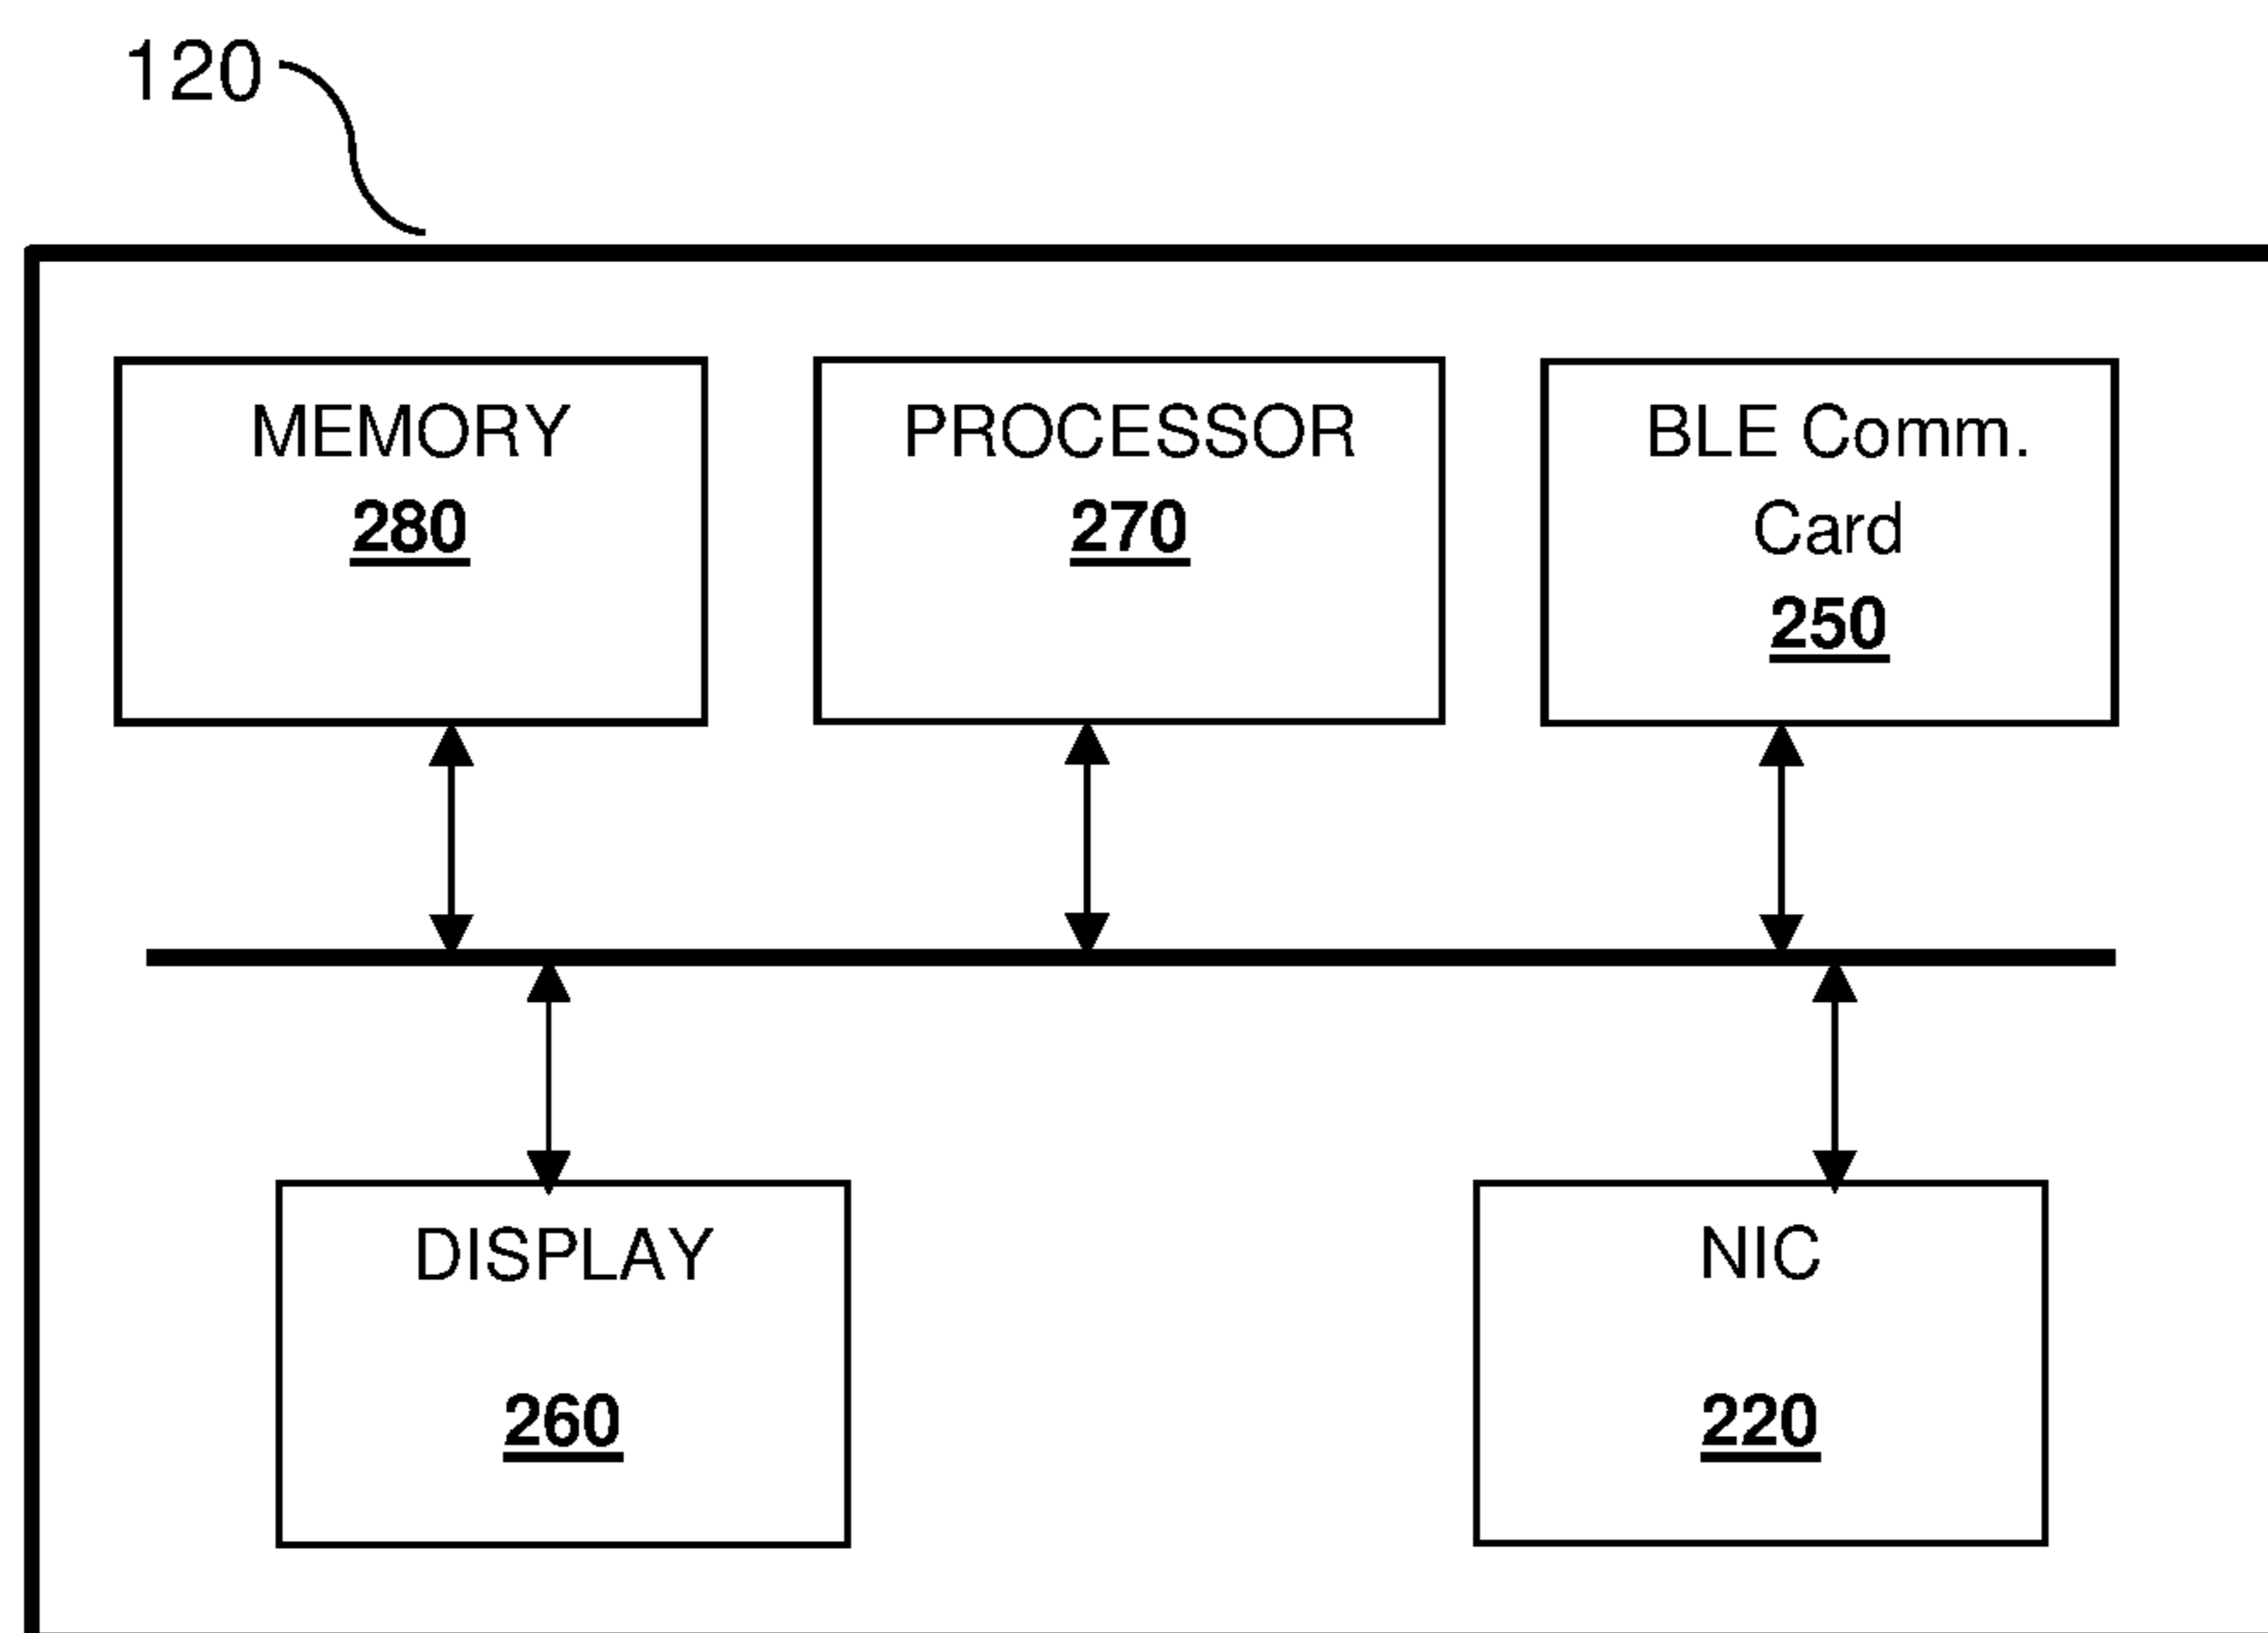 120
MEMORY
280
PROCESSOR
270
BLE Comm.
Card
250
DISPLAY
260
NIC
220